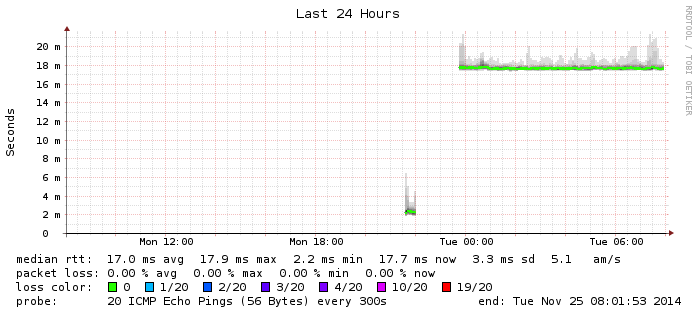 Last 24 Hours
RRDTOOL / TOBI OETIKER
Seconds
20 m
18 m
16 m
14 m
12 m
10 m
8 m
6 m
4 m
2 m
0
Mon 12:00 Mon 18:00 Tue 00:00 Tue 06:00
median rtt: 17.0 ms avg 17.9 ms max 2.2 ms min 17.7 ms now 3.3 ms sd 5.1 am/s
packet loss: 0.00 % avg 0.00 % max 0.00 % min 0.00 % now
loss color: 0 1/20 2/20 3/20 4/20 10/20 19/20
probe: 20 ICMP Echo Pings (56 Bytes) every 300s end: Tue Nov 25 08:01:53 2014